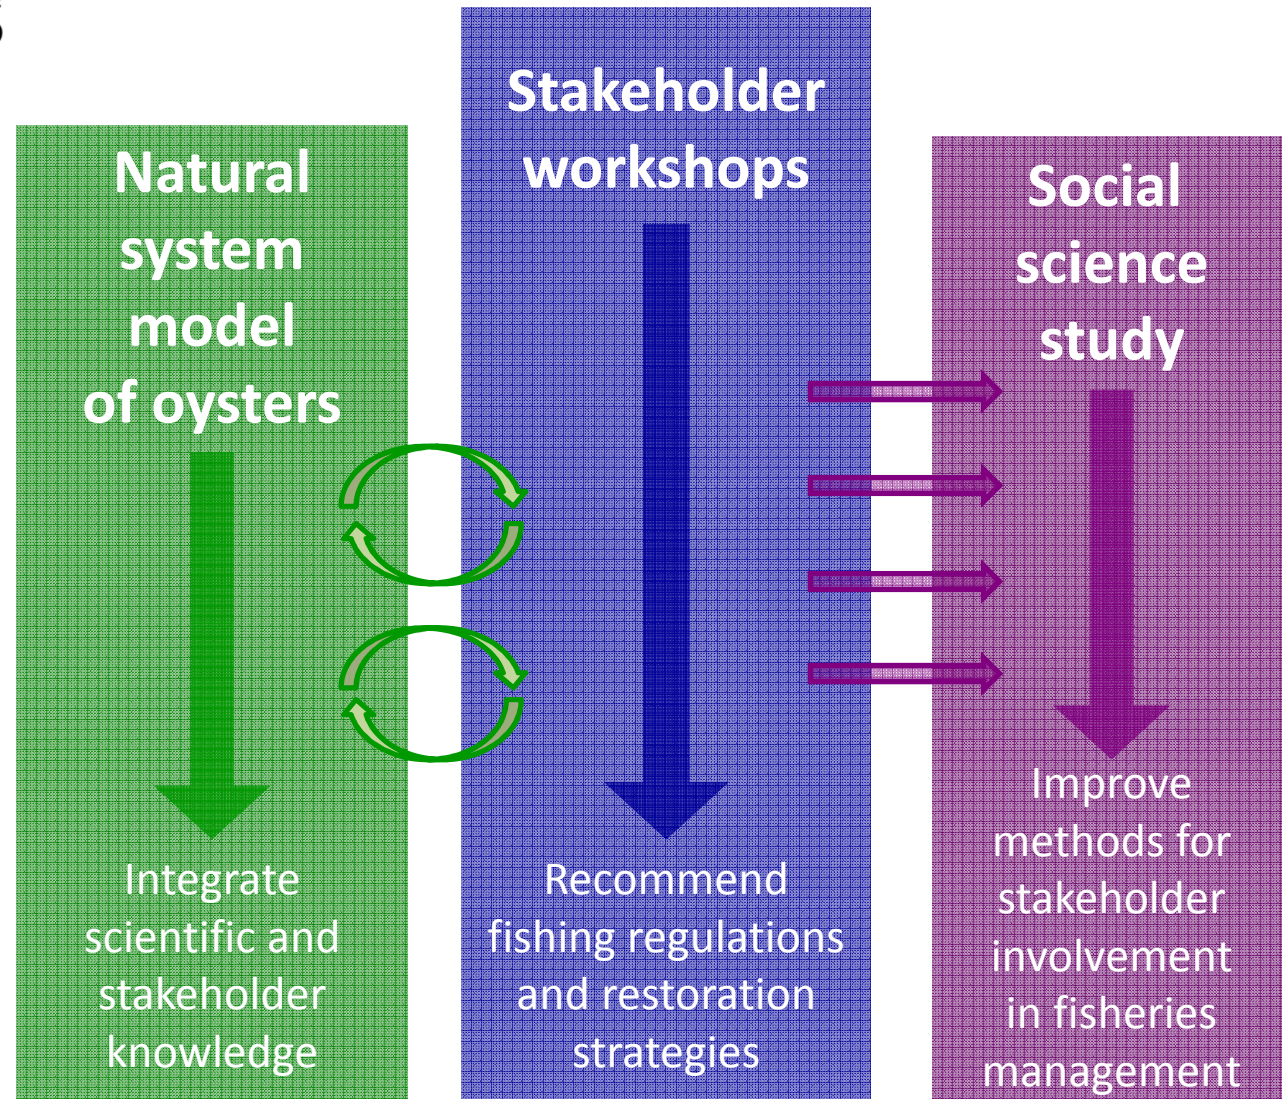 Natural
system
model
of oysters
Integrate
scientific and
stakeholder
knowledge
Stakeholder
workshops
Recommend
fishing regulations
and restoration
strategies
Social
science
study
Improve
methods for
stakeholder
involvement
in fisheries
management